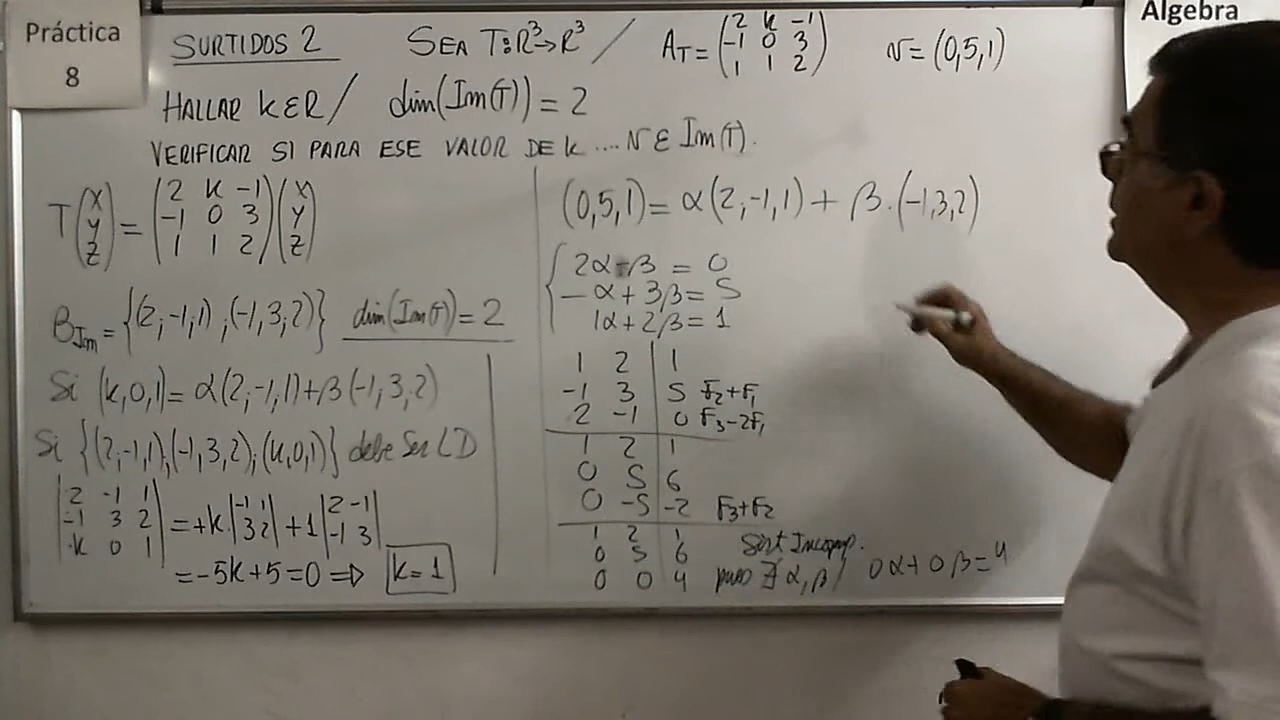 Práctica
8
Algebra
SURTIDOS 2 SEA T:R³→R³ / A_T = (2 k -1; -1 0 3; 1 1 2) N=(0,5,1)
HALLAR KER / dim(Im(T)) = 2
VERIFICAR SI PARA ESE VALOR DE k .... N ∈ Im(T).
T(x y z) = (2 k -1; -1 0 3; 1 1 2)(x y z)
B_Im = {(2,-1,1),(-1,3,2)} dim(Im(T)) = 2
Si (k,0,1)=α(2,-1,1)+β(-1,3,2)
Si {(2,-1,1),(-1,3,2),(k,0,1)} debe Ser LD
|2 -1 1; -1 3 2; k 0 1| = +k.|-1 1; 3 2| + 1|2 -1; -1 3|
= -5k+5=0 ⇒ k=1
(0,5,1) = α(2,-1,1) + β.(-1,3,2)
2α-β = 0
-α+3β = 5
1α+2β = 1
1 2 | 1
-1 3 | 5 F₂+F₁
2 -1 | 0 F₃-2F₁
1 2 | 1
0 5 | 6
0 -5 | -2 F₃+F₂
1 2 | 1
0 5 | 6 Sist Incomp.
0 0 | 4 pues ∄ α,β / 0α+0β=4